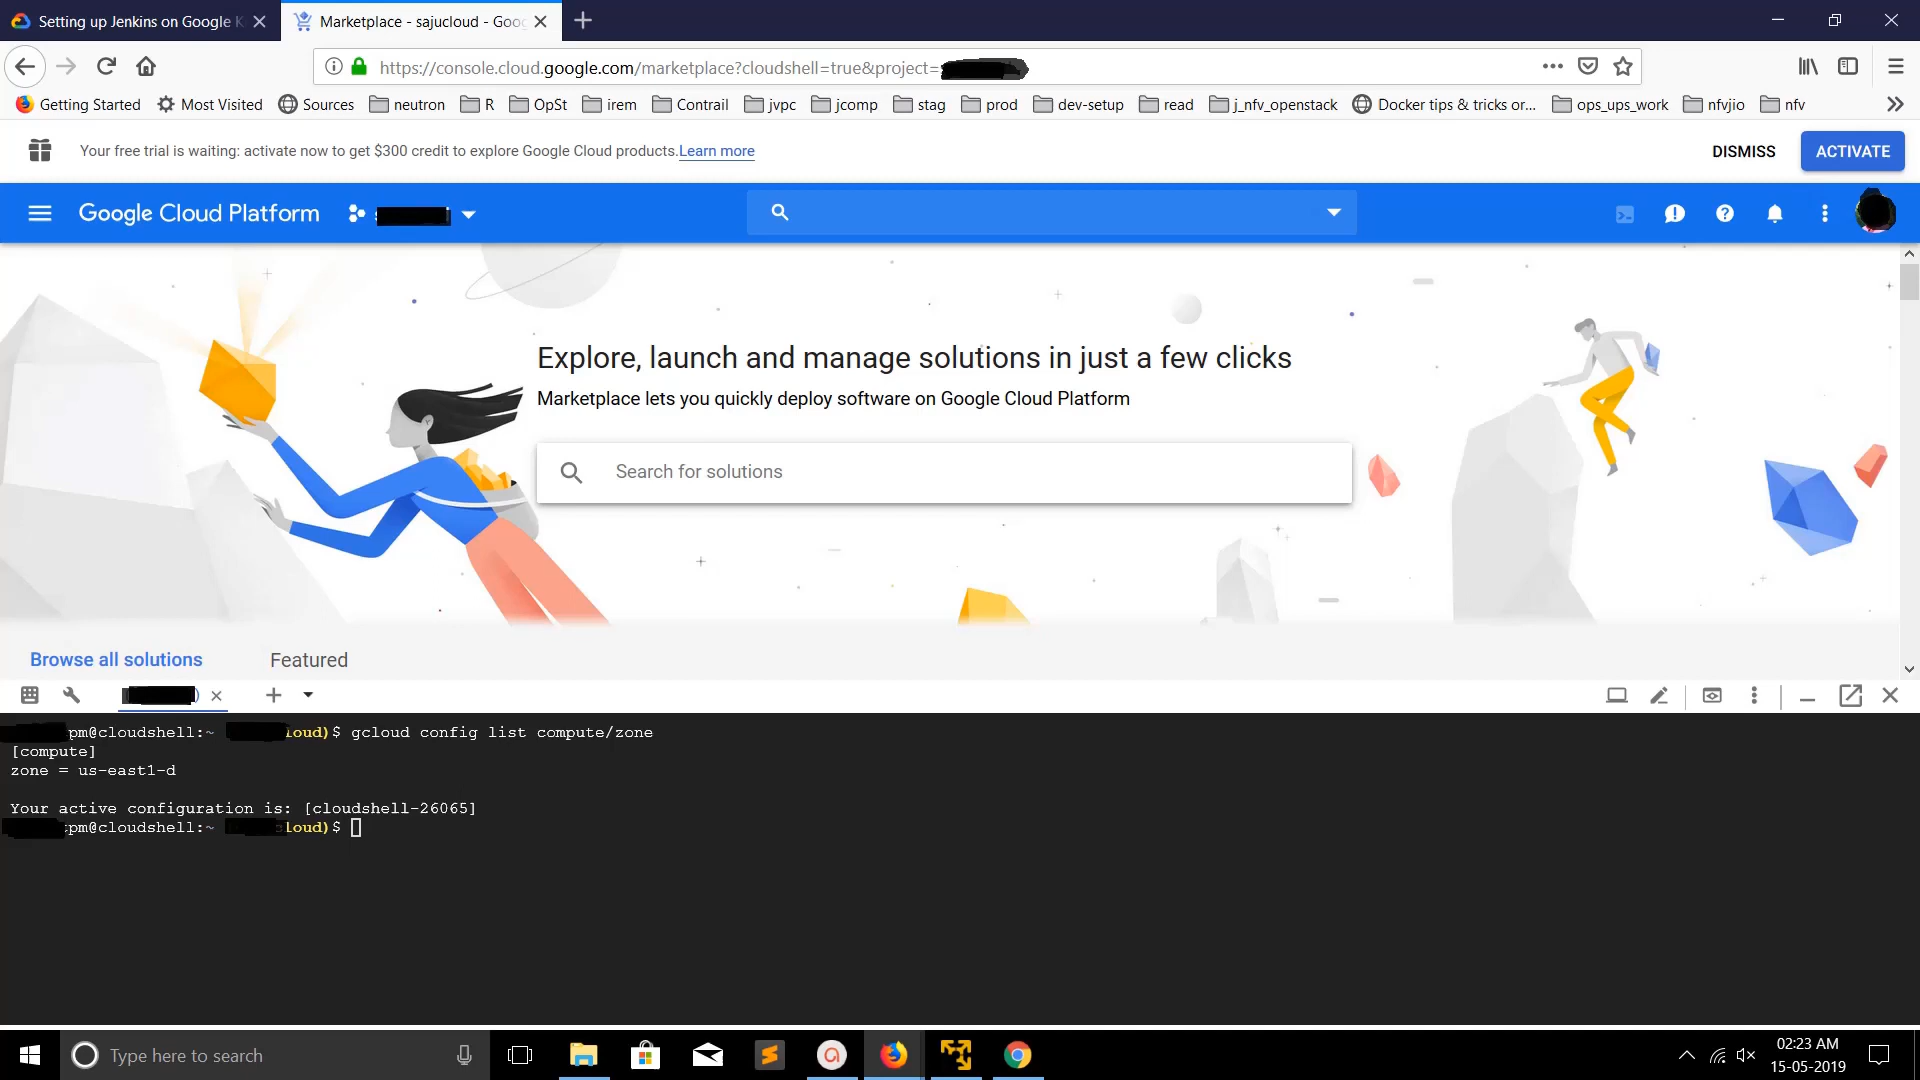 Setting up Jenkins on Google K
Marketplace - sajucloud - Goog
https://console.cloud.google.com/marketplace?cloudshell=true&project=
Getting Started Most Visited Sources neutron R OpSt irem Contrail jvpc jcomp stag prod dev-setup read j_nfv_openstack Docker tips & tricks or... ops_ups_work nfvjio nfv
Your free trial is waiting: activate now to get $300 credit to explore Google Cloud products. Learn more
DISMISS
ACTIVATE
Google Cloud Platform
Explore, launch and manage solutions in just a few clicks
Marketplace lets you quickly deploy software on Google Cloud Platform
Search for solutions
Browse all solutions
Featured
pm@cloudshell:~ loud)$ gcloud config list compute/zone
[compute]
zone = us-east1-d
Your active configuration is: [cloudshell-26065]
pm@cloudshell:~ loud)$
Type here to search
02:23 AM
15-05-2019